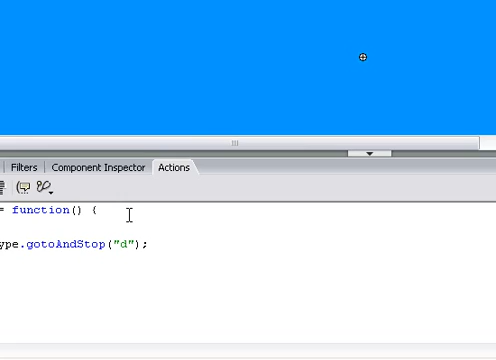 Filters Component Inspector Actions
= function() {
ype.gotoAndStop("d");